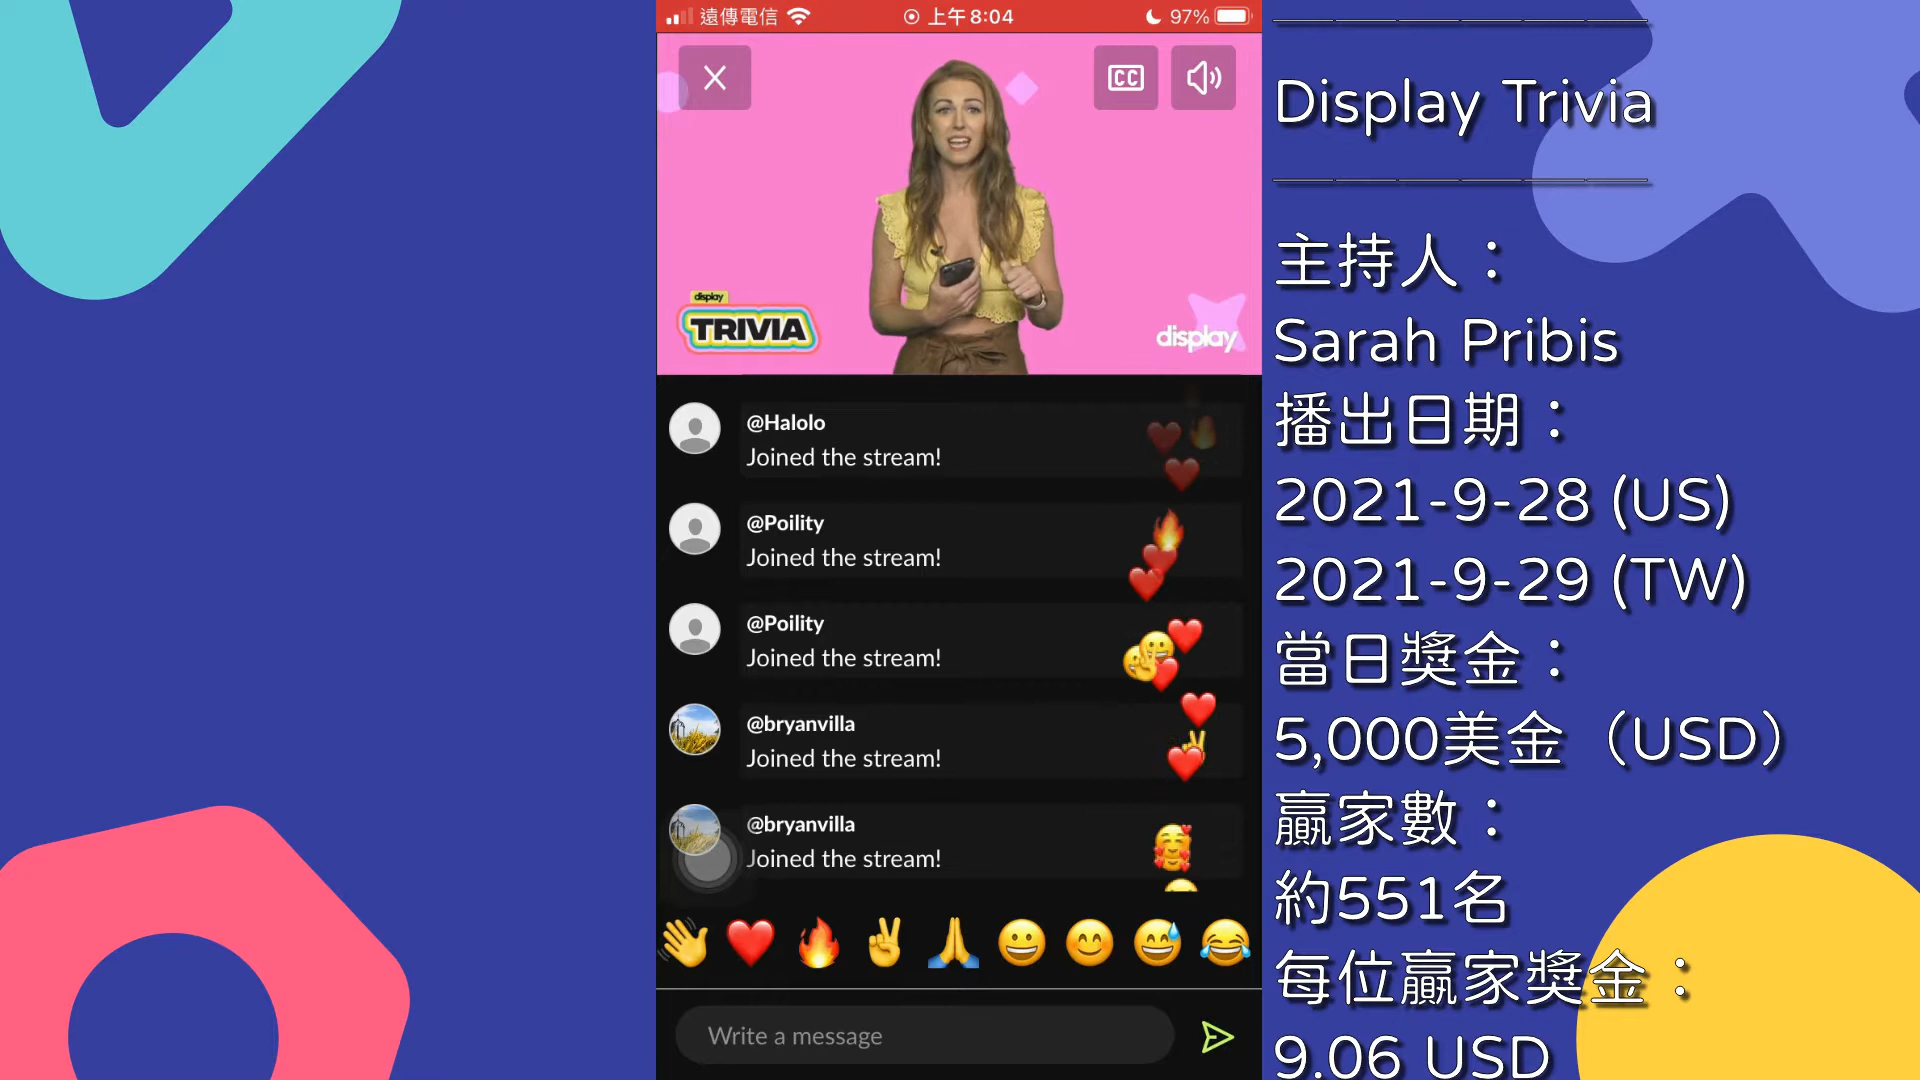 遠傳電信
上午8:04
97%
CC
display
TRIVIA
display
@Halolo
Joined the stream!
@Poility
Joined the stream!
@Poility
Joined the stream!
@bryanvilla
Joined the stream!
@bryanvilla
Joined the stream!
Write a message
Display Trivia
主持人：
Sarah Pribis
播出日期：
2021-9-28 (US)
2021-9-29 (TW)
當日獎金：
5,000美金（USD）
贏家數：
約551名
每位贏家獎金：
9.06 USD